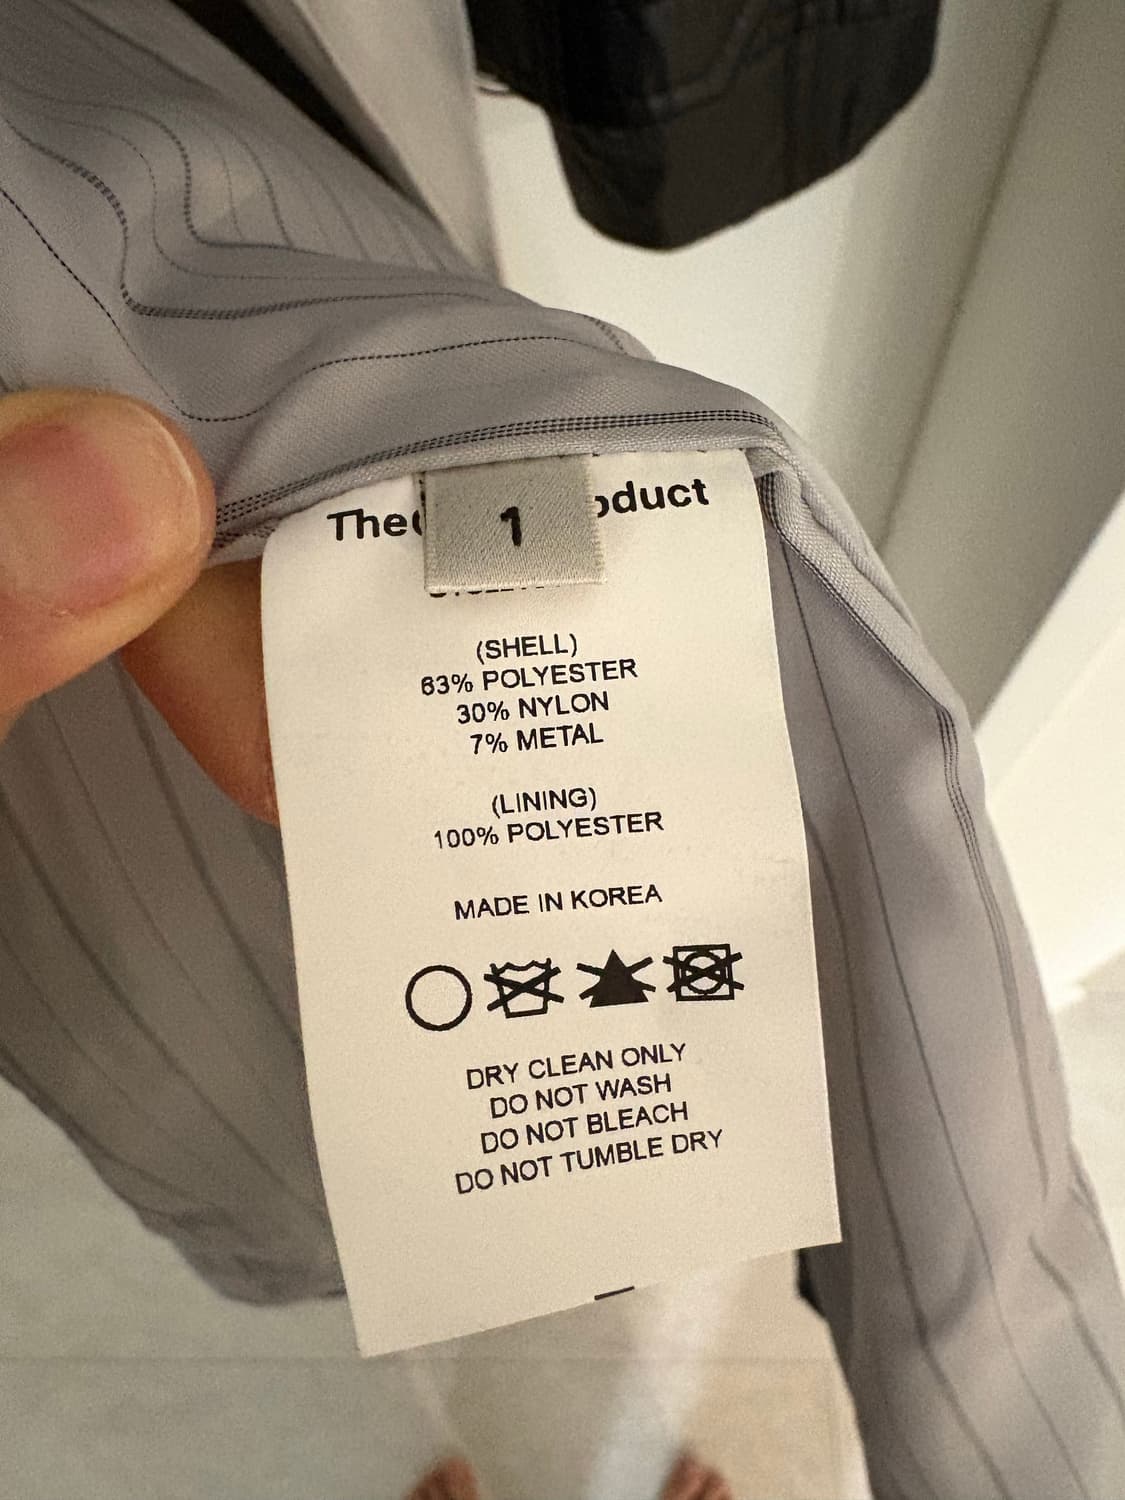 The
1
oduct
(SHELL)
63% POLYESTER
30% NYLON
7% METAL
(LINING)
100% POLYESTER
MADE IN KOREA
DRY CLEAN ONLY
DO NOT WASH
DO NOT BLEACH
DO NOT TUMBLE DRY